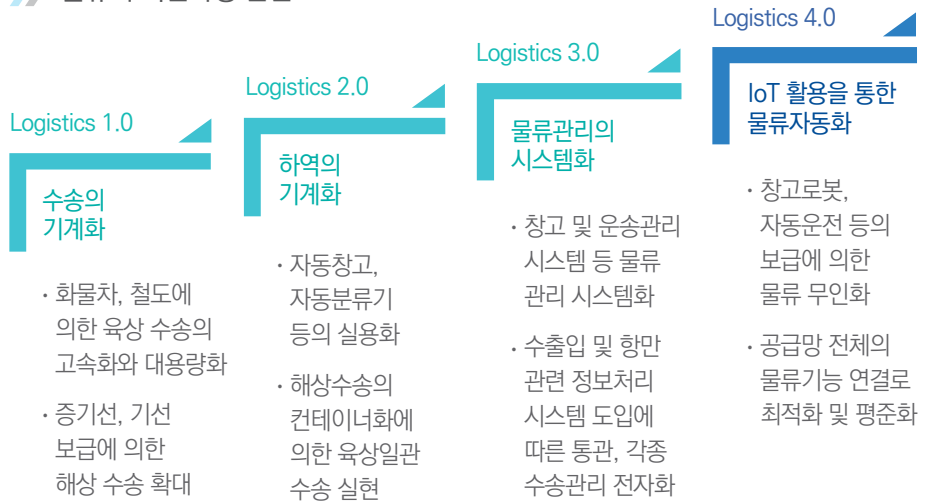 Logistics 1.0
수송의
기계화
· 화물차, 철도에
의한 육상 수송의
고속화와 대용량화
· 증기선, 기선
보급에 의한
해상 수송 확대
Logistics 2.0
하역의
기계화
· 자동창고,
자동분류기
등의 실용화
· 해상수송의
컨테이너화에
의한 육상일관
수송 실현
Logistics 3.0
물류관리의
시스템화
· 창고 및 운송관리
시스템 등 물류
관리 시스템화
· 수출입 및 항만
관련 정보처리
시스템 도입에
따른 통관, 각종
수송관리 전자화
Logistics 4.0
IoT 활용을 통한
물류자동화
· 창고로봇,
자동운전 등의
보급에 의한
물류 무인화
· 공급망 전체의
물류기능 연결로
최적화 및 평준화